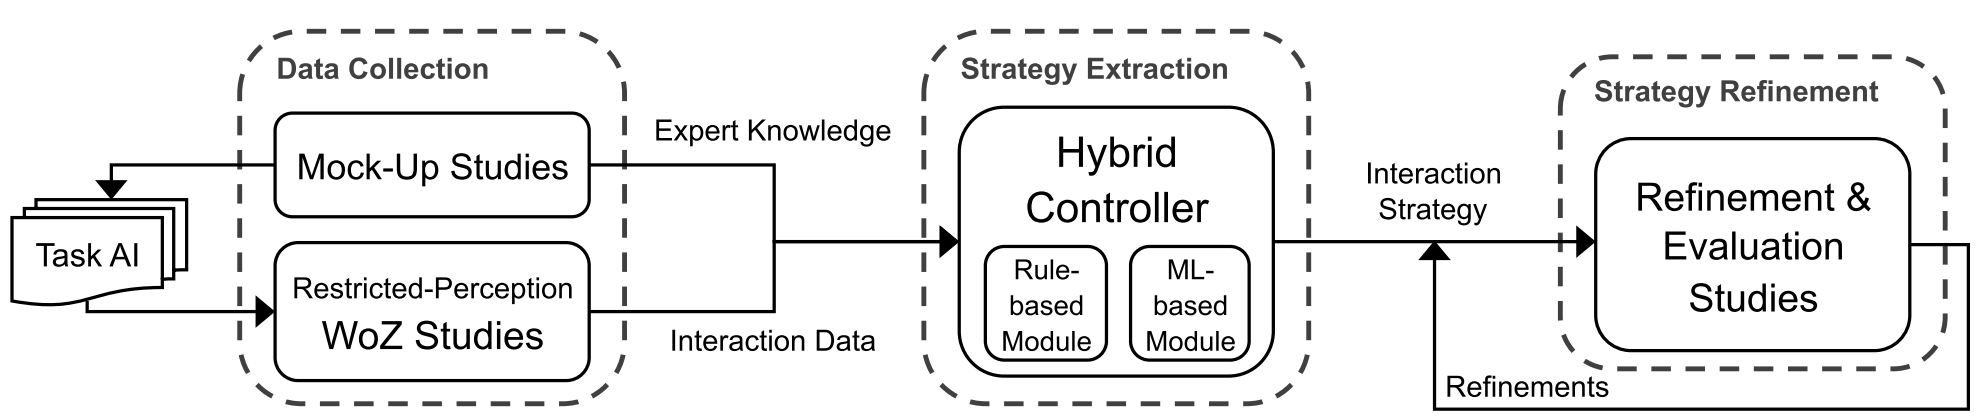 Data Collection
Mock-Up Studies
Task AI
Restricted-Perception
WoZ Studies
Expert Knowledge
Interaction Data
Strategy Extraction
Hybrid
Controller
Rule-
based
Module
ML-
based
Module
Interaction
Strategy
Strategy Refinement
Refinement &
Evaluation
Studies
Refinements